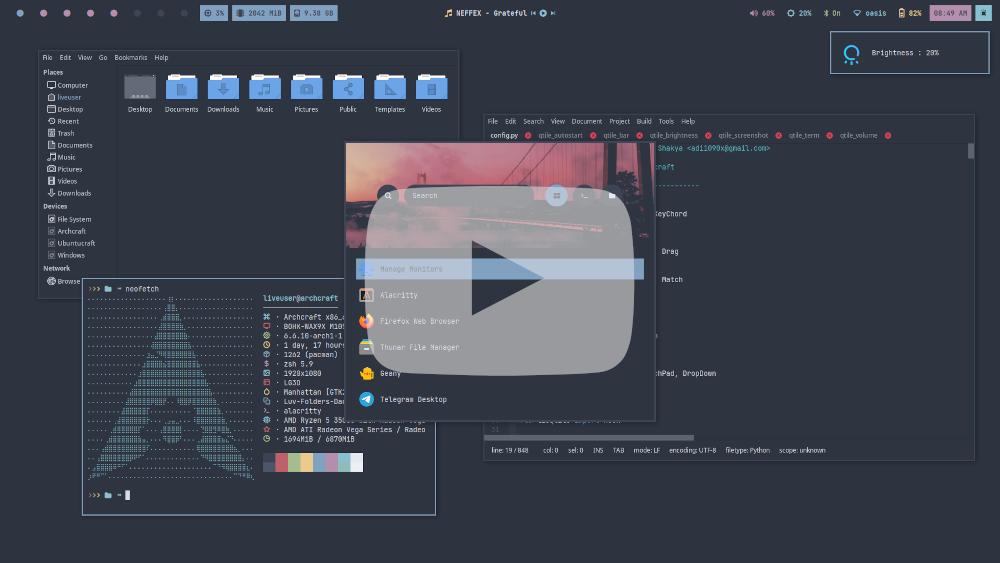 3%
2042 MiB
9.30 GB
NEFFEX - Grateful
60%
20%
On
oasis
82%
08:49 AM
Brightness : 20%
File Edit View Go Bookmarks Help
Places
Computer
liveuser
Desktop
Recent
Trash
Documents
Music
Pictures
Videos
Downloads
Devices
File System
Archcraft
Ubuntucraft
Windows
Network
Browse
Desktop Documents Downloads Music Pictures Public Templates Videos
File Edit Search View Document Project Build Tools Help
config.py qtile_autostart qtile_bar qtile_brightness qtile_screenshot qtile_term qtile_volume
Shakya <adi1090x@gmail.com>
craft
-----------
KeyChord
Drag
Match
chPad, DropDown
31
line: 19 / 848 col: 0 sel: 0 INS TAB mode: LF encoding: UTF-8 filetype: Python scope: unknown
Search
Manage Monitors
Alacritty
Firefox Web Browser
Thunar File Manager
Geany
Telegram Desktop
››› ~ neofetch
liveuser@archcraft
· Archcraft x86_
· BOHK-WAX9X M10
· 6.6.10-arch1-1
· 1 day, 17 hours
· 1262 (pacman)
· zsh 5.9
· 1920x1080
· LG3D
· Manhattan [GTK
· Luv-Folders-Da
· alacritty
· AMD Ryzen 5
· AMD ATI Radeon Vega Series / Radeo
· 1694MiB / 6870MiB
››› ~